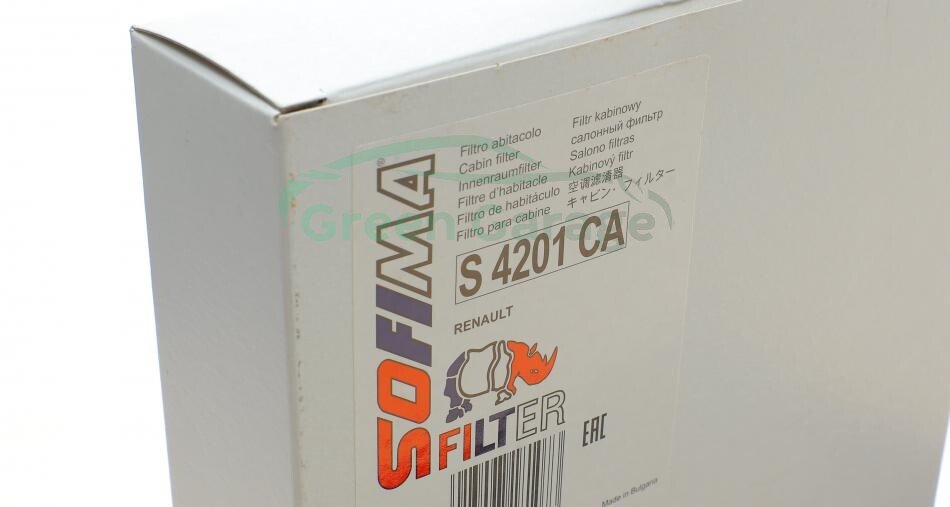 SOFIMA®
Filtro abitacolo
Cabin filter
Innenraumfilter
Filtre d'habitacle
Filtro de habitáculo
Filtro para cabine
Filtr kabinowy
салонный фильтр
Salono filtras
Kabinový filtr
空调滤清器
キャビン・フィルター
Green Garage
S 4201 CA
RENAULT
FILTER
EAC
Made in Bulgaria